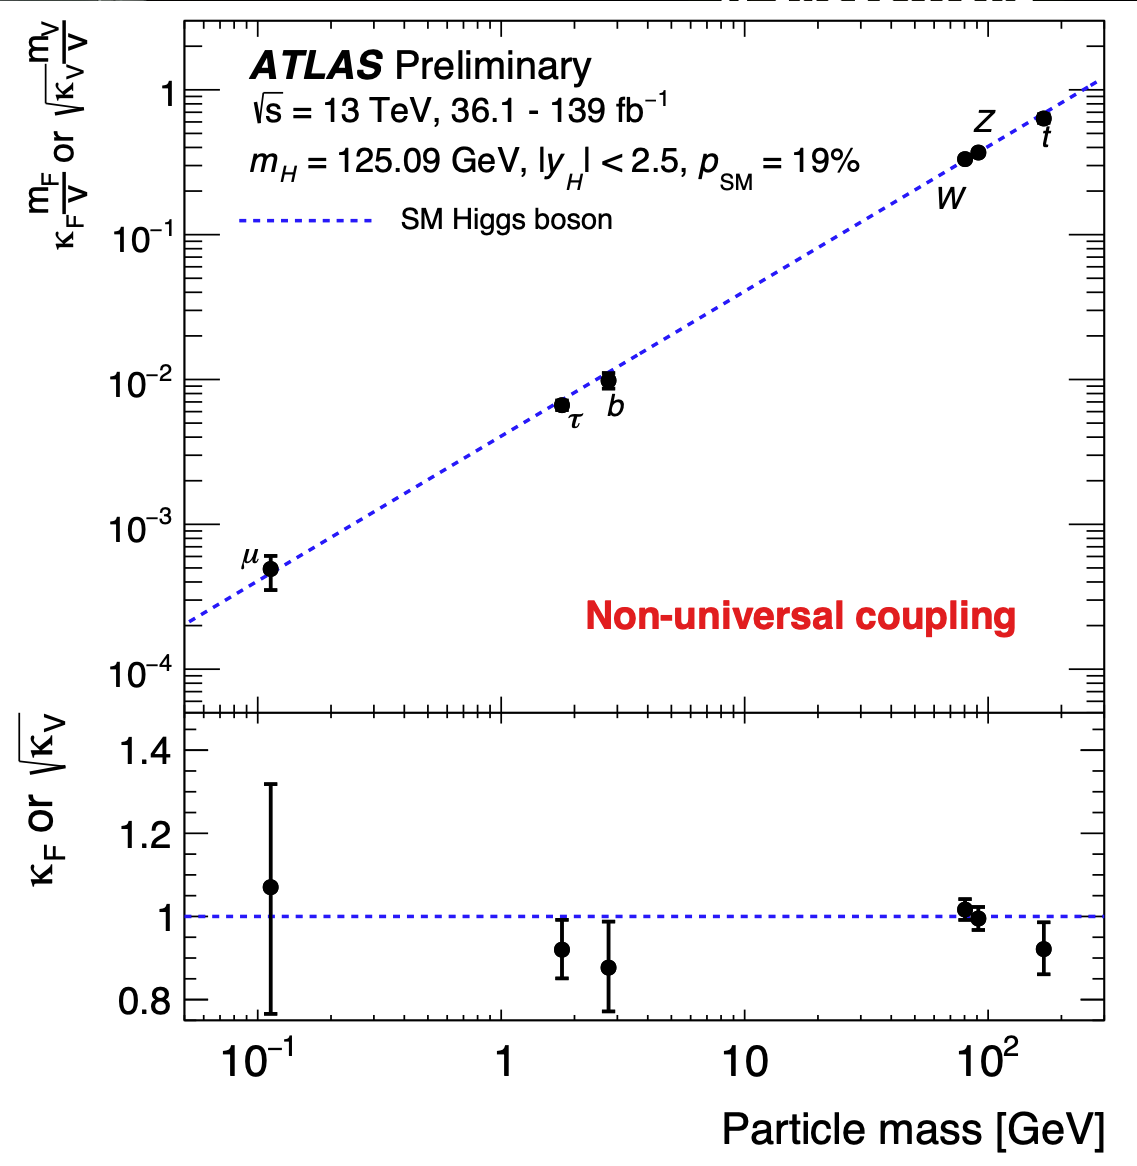 κ_F m_F/v or √κ_V m_V/v
ATLAS Preliminary
√s = 13 TeV, 36.1 - 139 fb⁻¹
m_H = 125.09 GeV, |y_H| < 2.5, p_SM = 19%
SM Higgs boson
1
10⁻¹
10⁻²
10⁻³
10⁻⁴
Z
t
W
τ
b
μ
Non-universal coupling
κ_F or √κ_V
1.4
1.2
1
0.8
10⁻¹ 1 10 10²
Particle mass [GeV]